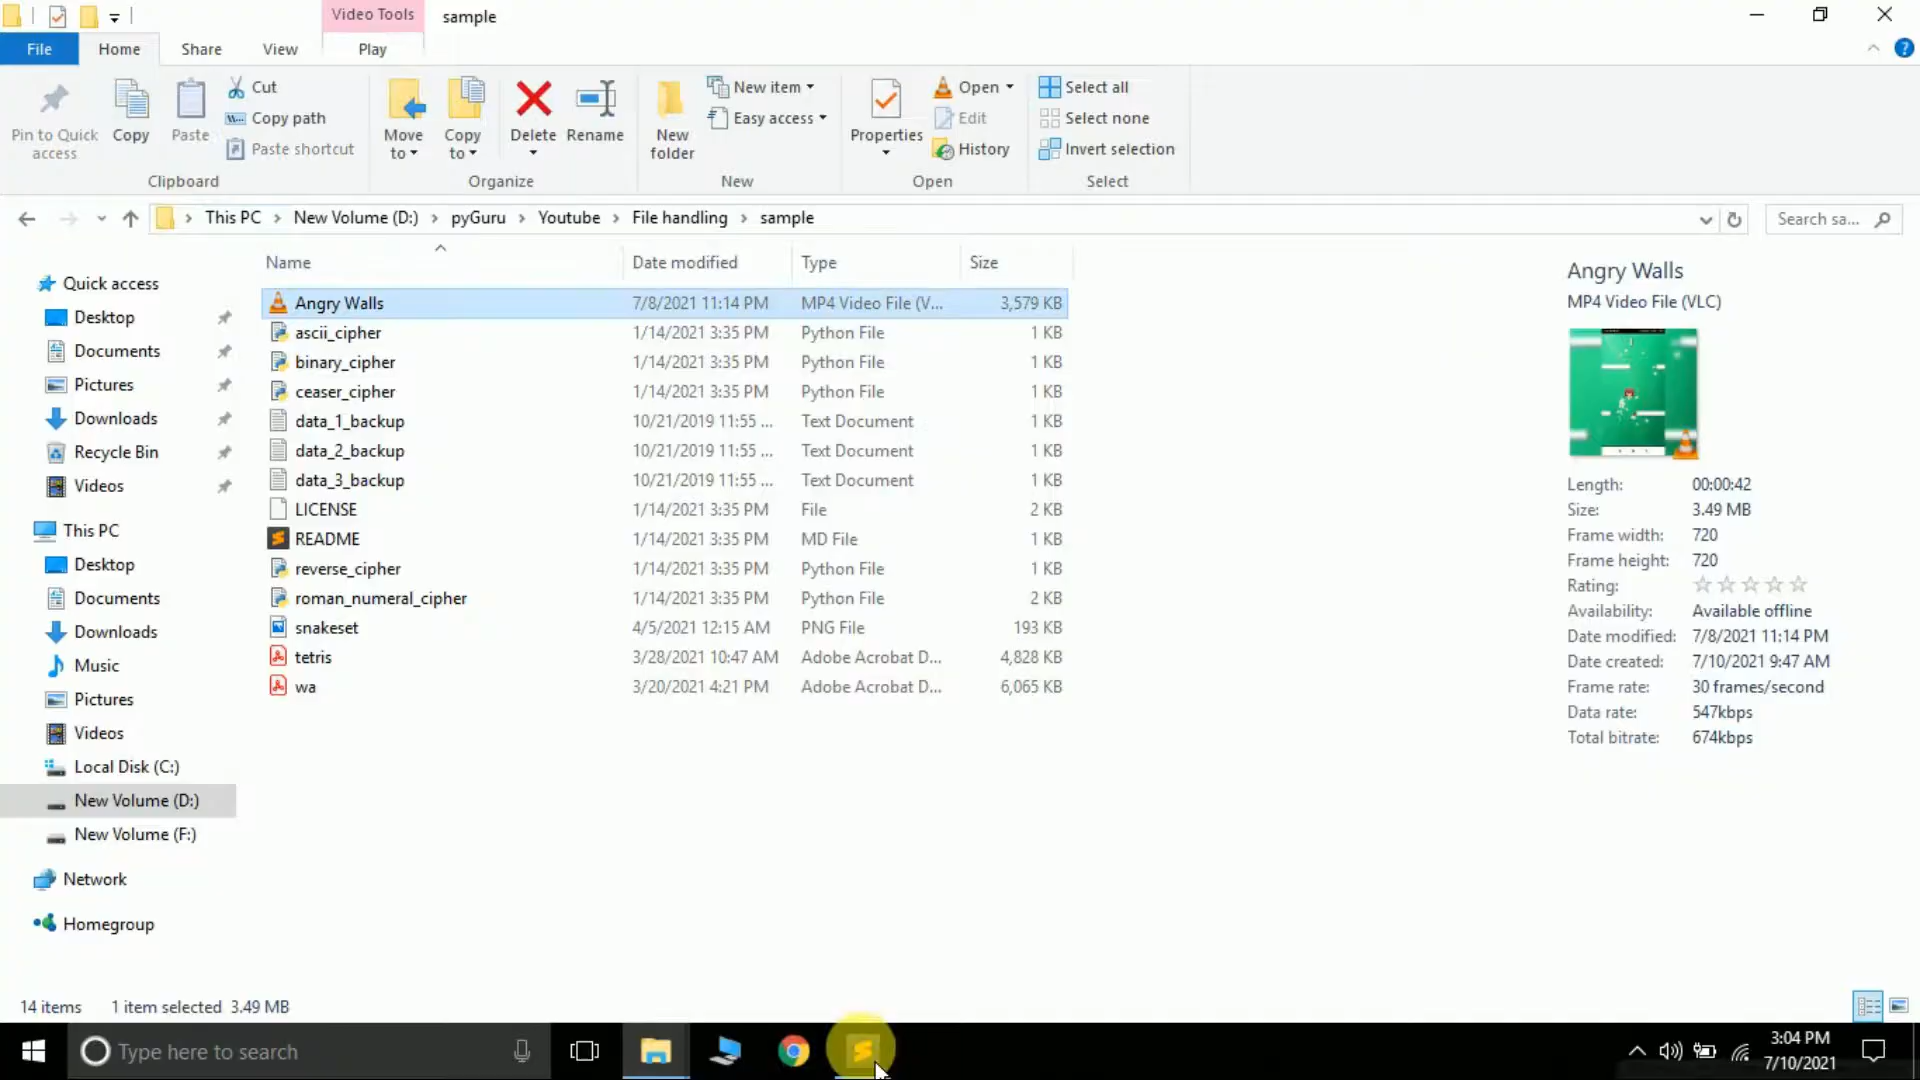 Video Tools
sample
File
Home
Share
View
Play
Pin to Quick access
Copy
Paste
Cut
Copy path
Paste shortcut
Clipboard
Move to
Copy to
Delete
Rename
Organize
New folder
New item
Easy access
New
Properties
Open
Edit
History
Open
Select all
Select none
Invert selection
Select
This PC > New Volume (D:) > pyGuru > Youtube > File handling > sample
Search sa...
Name Date modified Type Size
Angry Walls 7/8/2021 11:14 PM MP4 Video File (V... 3,579 KB
ascii_cipher 1/14/2021 3:35 PM Python File 1 KB
binary_cipher 1/14/2021 3:35 PM Python File 1 KB
ceaser_cipher 1/14/2021 3:35 PM Python File 1 KB
data_1_backup 10/21/2019 11:55 ... Text Document 1 KB
data_2_backup 10/21/2019 11:55 ... Text Document 1 KB
data_3_backup 10/21/2019 11:55 ... Text Document 1 KB
LICENSE 1/14/2021 3:35 PM File 2 KB
README 1/14/2021 3:35 PM MD File 1 KB
reverse_cipher 1/14/2021 3:35 PM Python File 1 KB
roman_numeral_cipher 1/14/2021 3:35 PM Python File 2 KB
snakeset 4/5/2021 12:15 AM PNG File 193 KB
tetris 3/28/2021 10:47 AM Adobe Acrobat D... 4,828 KB
wa 3/20/2021 4:21 PM Adobe Acrobat D... 6,065 KB
Quick access
Desktop
Documents
Pictures
Downloads
Recycle Bin
Videos
This PC
Desktop
Documents
Downloads
Music
Pictures
Videos
Local Disk (C:)
New Volume (D:)
New Volume (F:)
Network
Homegroup
Angry Walls
MP4 Video File (VLC)
Length: 00:00:42
Size: 3.49 MB
Frame width: 720
Frame height: 720
Rating:
Availability: Available offline
Date modified: 7/8/2021 11:14 PM
Date created: 7/10/2021 9:47 AM
Frame rate: 30 frames/second
Data rate: 547kbps
Total bitrate: 674kbps
14 items 1 item selected 3.49 MB
Type here to search
3:04 PM
7/10/2021